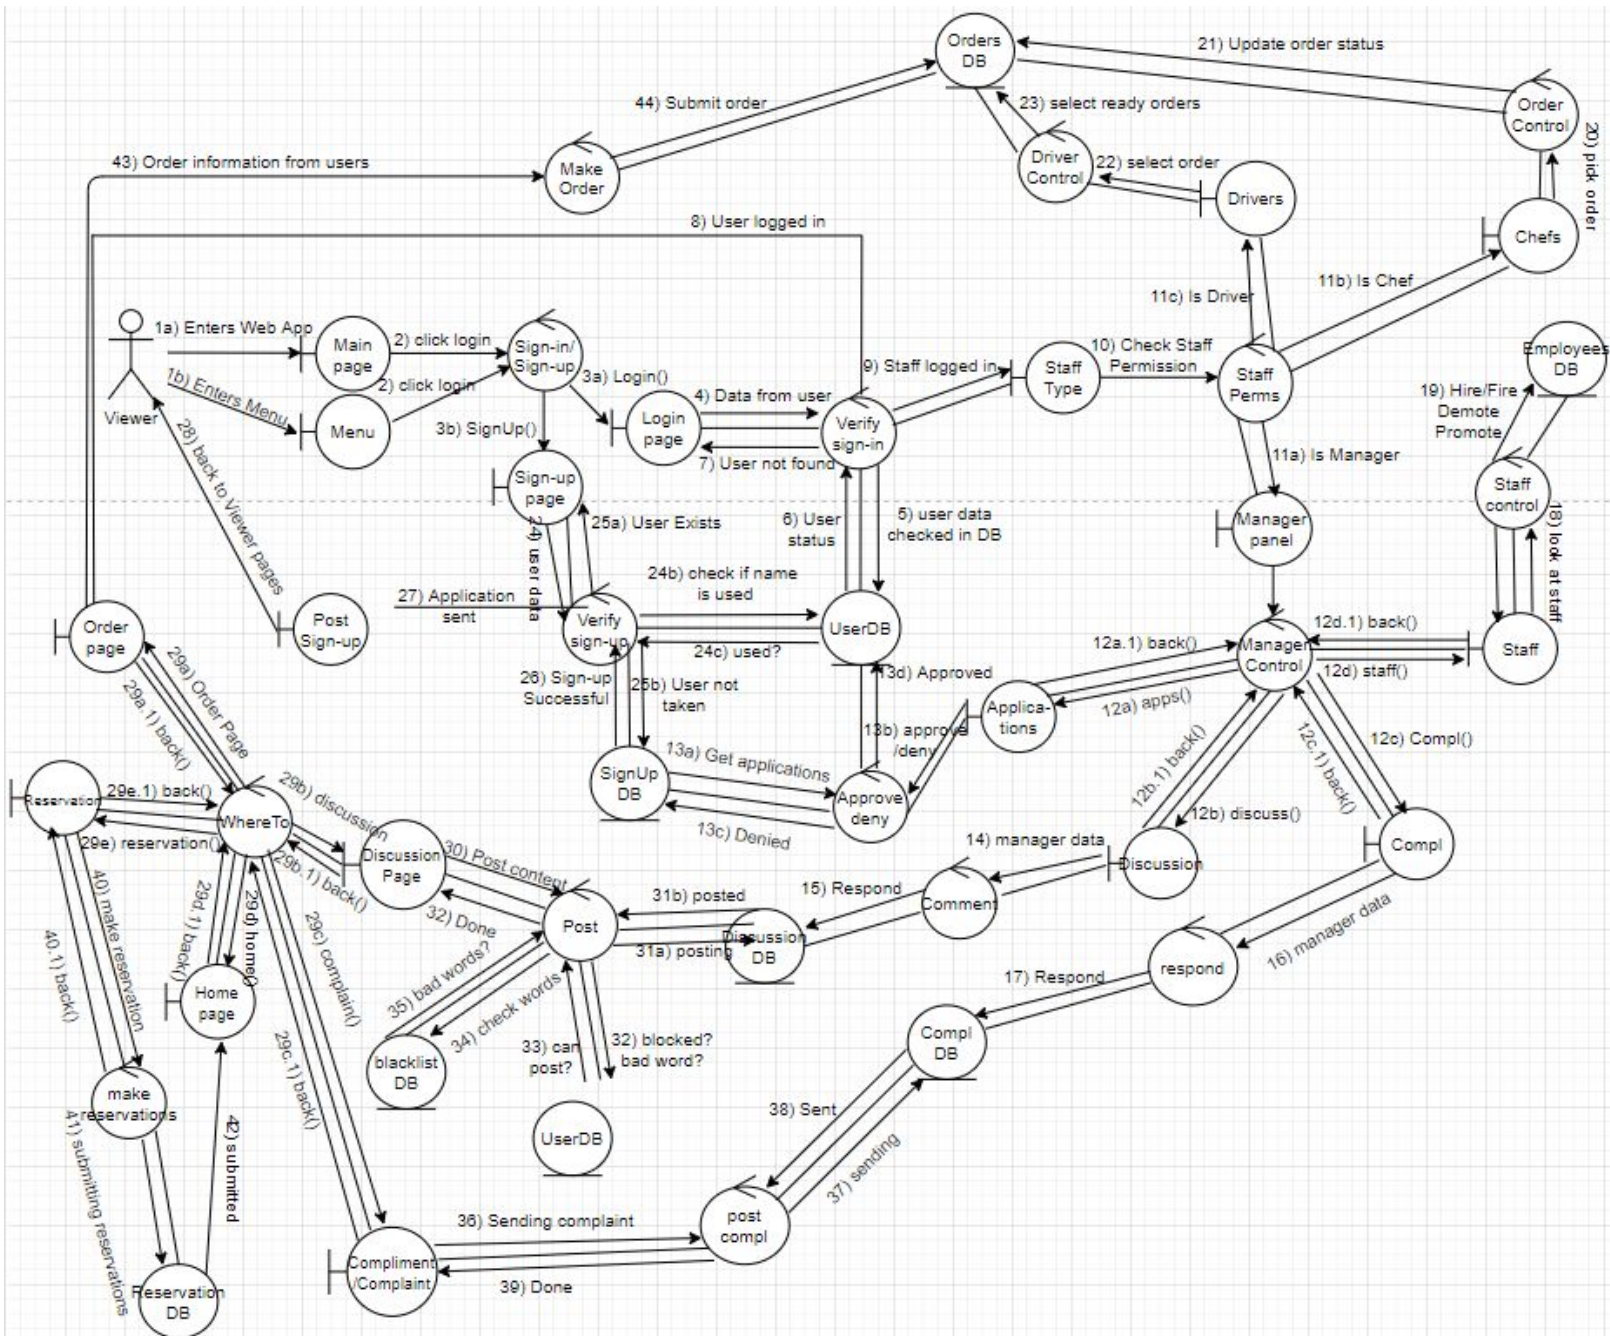 Orders
DB
21) Update order status
44) Submit order
23) select ready orders
Order
Control
20) pick order
43) Order information from users
Make
Order
Driver
Control
22) select order
Drivers
8) User logged in
Chefs
11b) Is Chef
11c) Is Driver
1a) Enters Web App
Main
page
2) click login
Sign-in/
Sign-up
3a) Login()
9) Staff logged in
Staff
Type
10) Check Staff
Permission
Staff
Perms
Employees
DB
1b) Enters Menu
2) click login
Viewer
Menu
3b) SignUp()
Login
page
4) Data from user
Verify
sign-in
7) User not found
19) Hire/Fire
Demote
Promote
11a) Is Manager
28) back to Viewer pages
Sign-up
page
24) user data
25a) User Exists
6) User
status
5) user data
checked in DB
Manager
panel
Staff
control
18) look at staff
24b) check if name
is used
27) Application
sent
Order
page
Post
Sign-up
Verify
sign-up
UserDB
24c) used?
12a.1) back()
Manager
Control
12d.1) back()
12d) staff()
Staff
29a) Order Page
29a.1) back()
26) Sign-up
Successful
25b) User not
taken
13d) Approved
13b) approve
/deny
Applica-
tions
12a) apps()
12b.1) back()
12c.1) back()
12c) Compl()
13a) Get applications
SignUp
DB
Approve
deny
13c) Denied
12b) discuss()
Reservation
29e.1) back()
29e) reservation()
WhereTo
29b) discussion
29b.1) back()
Discussion
Page
30) Post content
32) Done
14) manager data
Discussion
Compl
15) Respond
Comment
31b) posted
Post
31a) posting
Discussion
DB
16) manager data
respond
17) Respond
40) make reservation
40.1) back()
29d.1) back()
29d) home()
29c) complain()
29c.1) back()
Home
page
35) bad words?
34) check words
blacklist
DB
33) can
post?
32) blocked?
bad word?
Compl
DB
make
reservations
41) submitting reservations
42) submitted
UserDB
38) Sent
37) sending
36) Sending complaint
post
compl
Compliment
/Complaint
39) Done
Reservation
DB